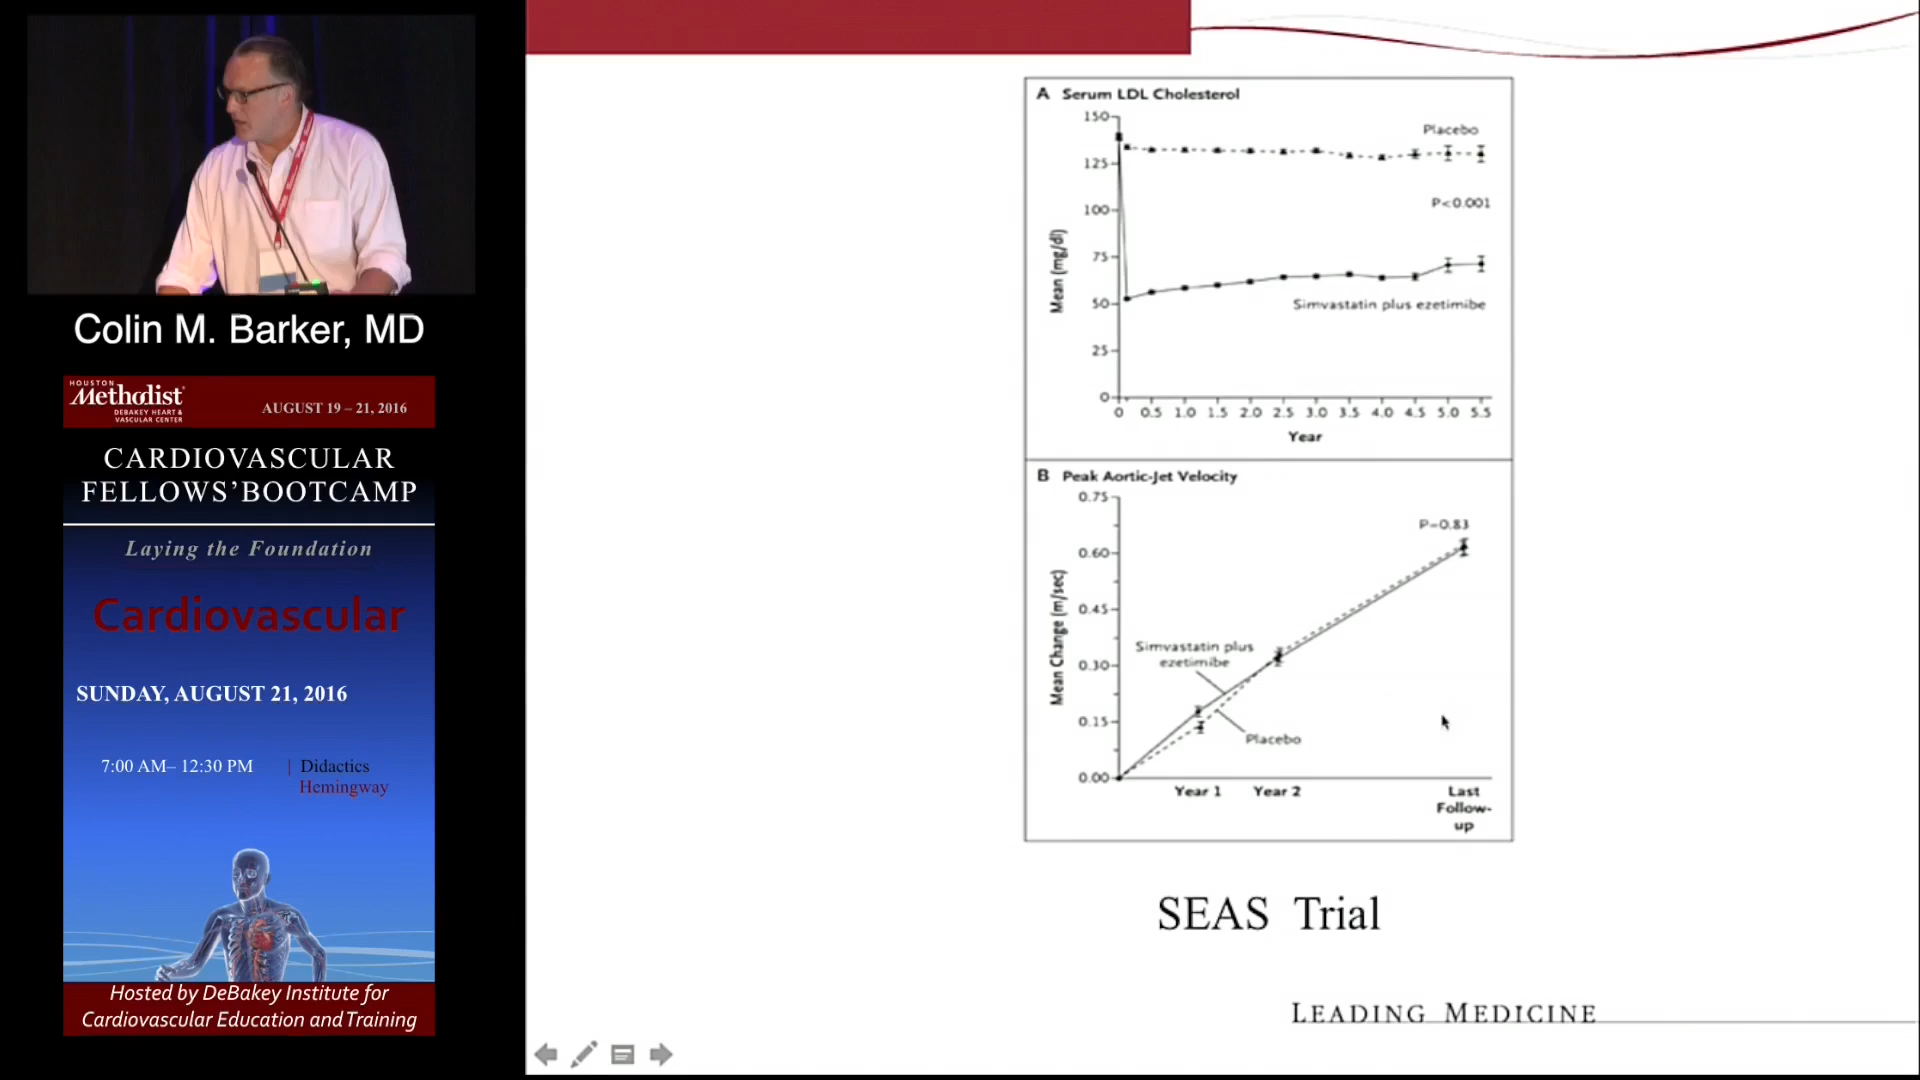 Colin M. Barker, MD
HOUSTON
Methodist
DEBAKEY HEART &
VASCULAR CENTER
AUGUST 19 – 21, 2016
CARDIOVASCULAR
FELLOWS’BOOTCAMP
Laying the Foundation
Cardiovascular
SUNDAY, AUGUST 21, 2016
7:00 AM– 12:30 PM | Didactics
Hemingway
Hosted by DeBakey Institute for
Cardiovascular Education and Training
A Serum LDL Cholesterol
150
125
100
75
50
25
0
Mean (mg/dl)
Placebo
P<0.001
Simvastatin plus ezetimibe
0 0.5 1.0 1.5 2.0 2.5 3.0 3.5 4.0 4.5 5.0 5.5
Year
B Peak Aortic-Jet Velocity
0.75
0.60
0.45
0.30
0.15
0.00
Mean Change (m/sec)
P=0.83
Simvastatin plus
ezetimibe
Placebo
Year 1 Year 2 Last
Follow-
up
SEAS Trial
LEADING MEDICINE